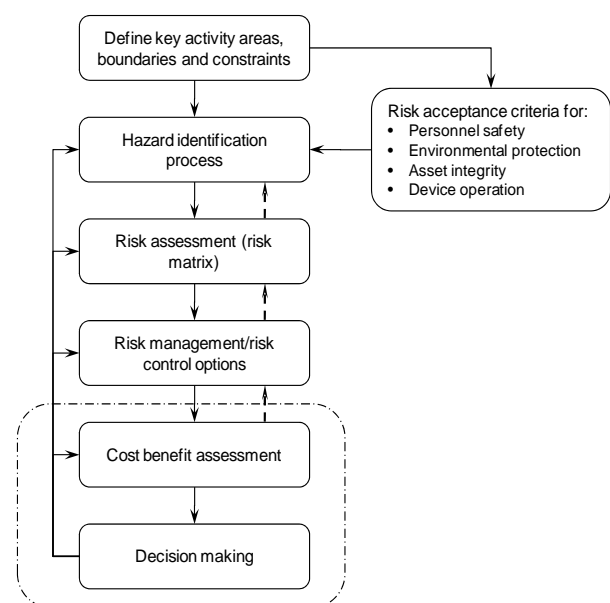 Define key activity areas,
boundaries and constraints
Risk acceptance criteria for:
• Personnel safety
• Environmental protection
• Asset integrity
• Device operation
Hazard identification
process
Risk assessment (risk
matrix)
Risk management/risk
control options
Cost benefit assessment
Decision making